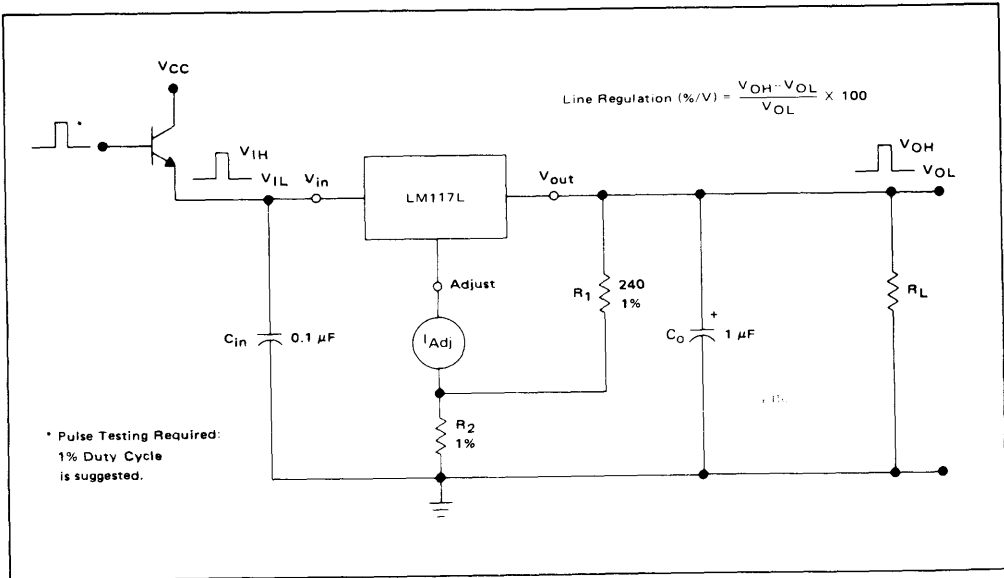 VCC
Line Regulation (%/V) = VOH-VOL / VOL X 100
*
VIH
VIL
Vin
LM117L
Vout
VOH
VOL
Adjust
R1
240
1%
RL
Cin
0.1 µF
IAdj
+
CO
1 µF
R2
1%
* Pulse Testing Required:
1% Duty Cycle
is suggested.